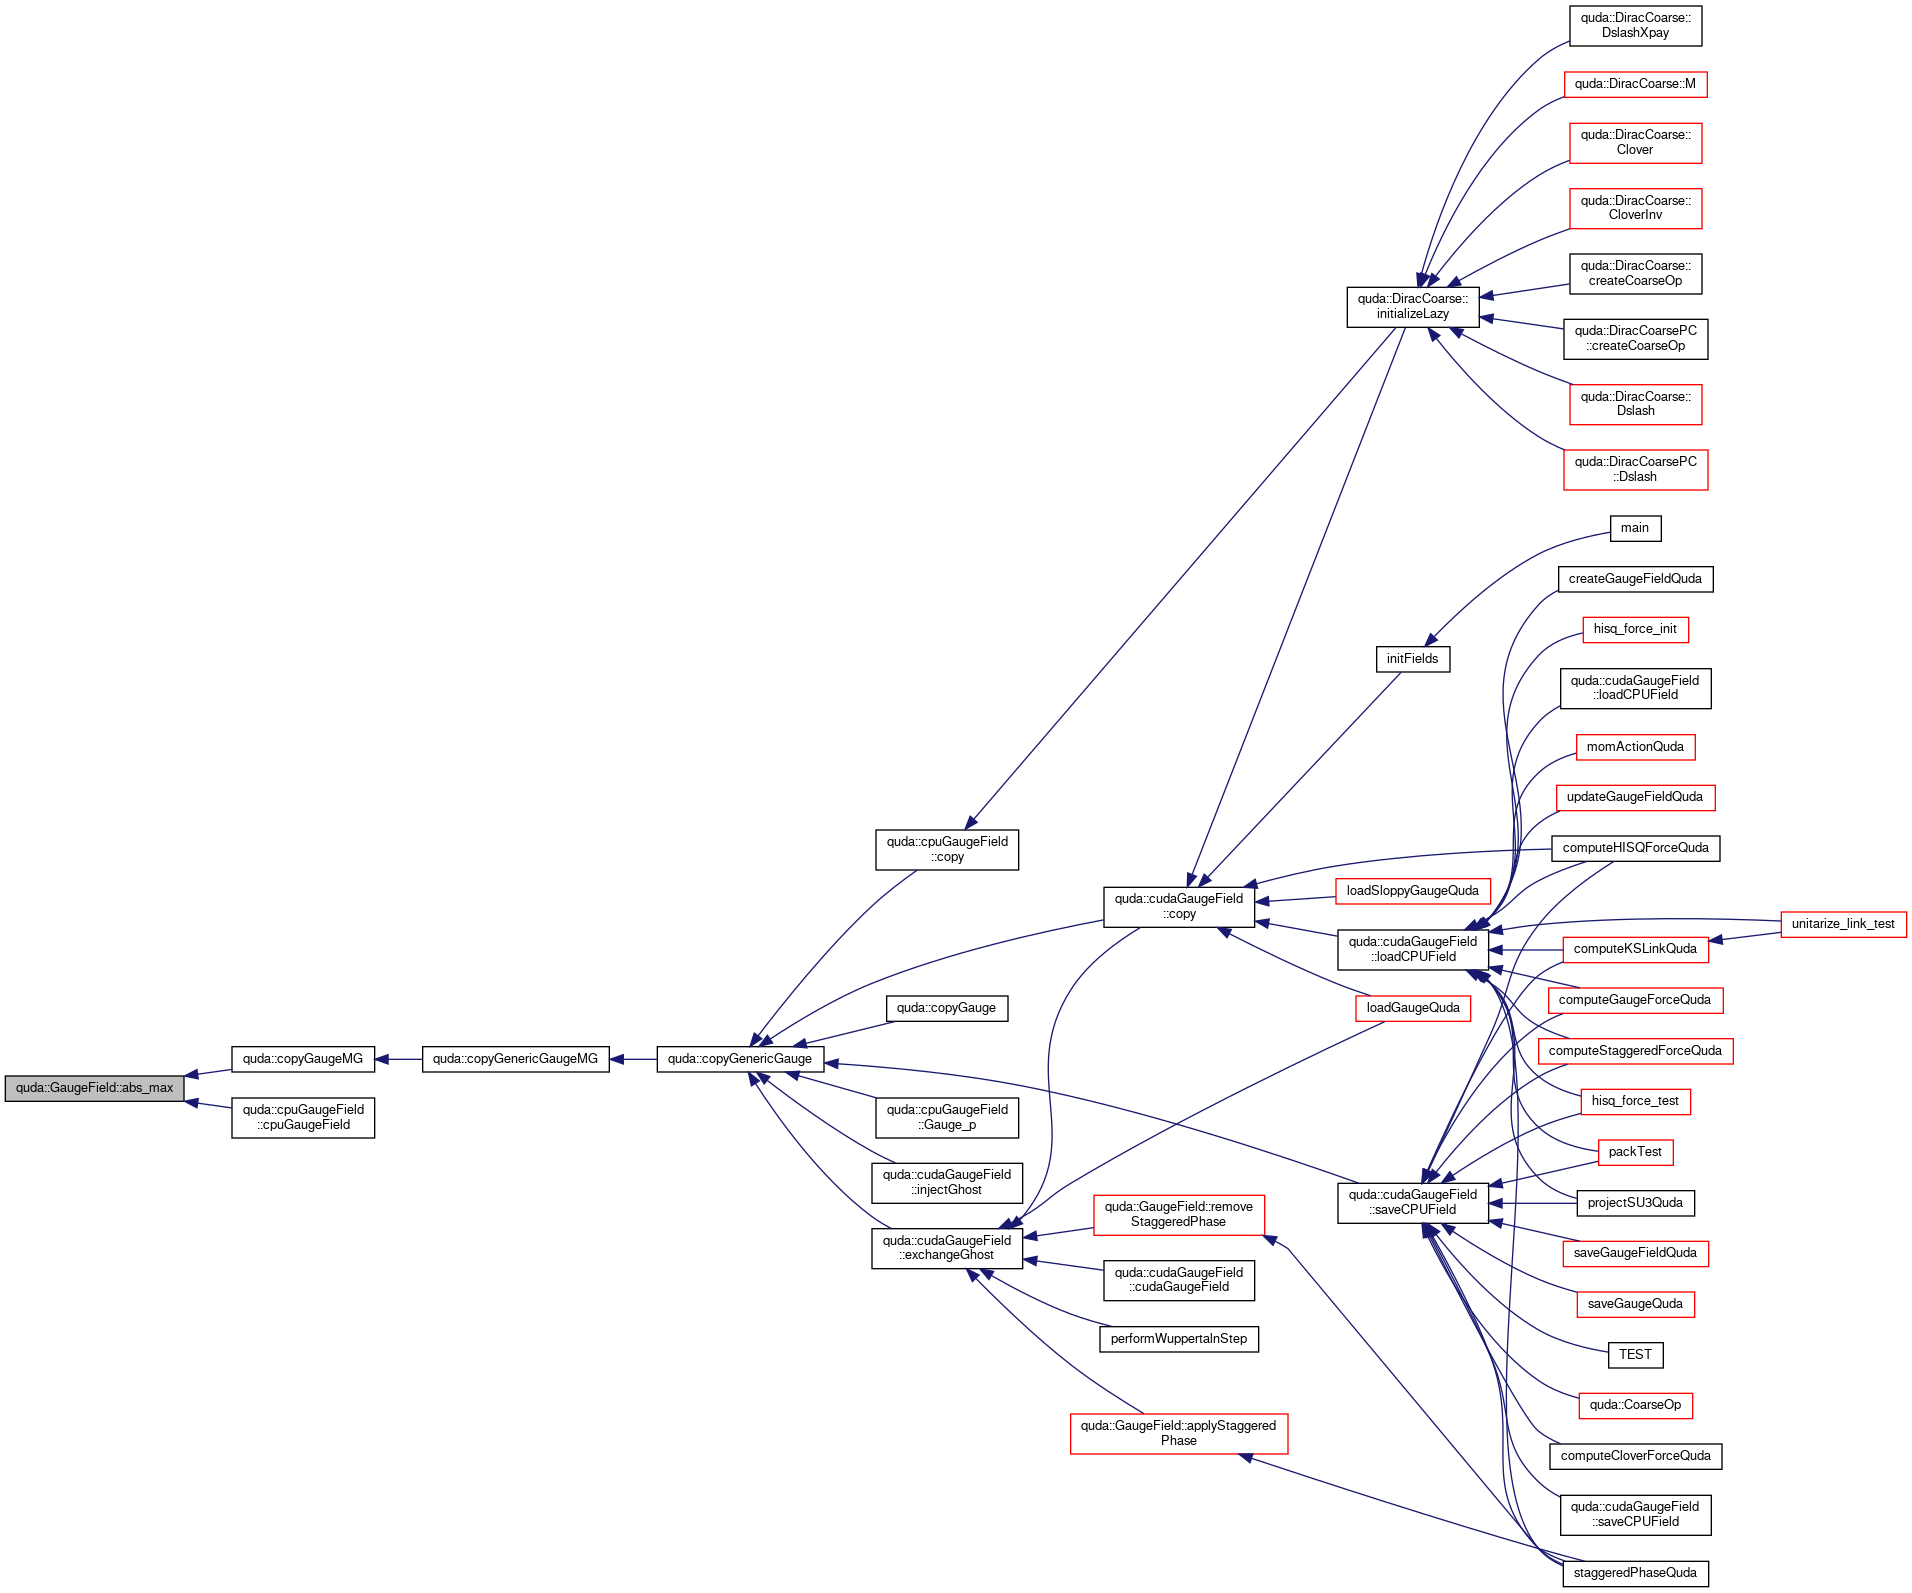 quda::GaugeField::abs_max
quda::copyGaugeMG
quda::cpuGaugeField
::cpuGaugeField
quda::copyGenericGaugeMG
quda::copyGenericGauge
quda::cpuGaugeField
::copy
quda::copyGauge
quda::cpuGaugeField
::Gauge_p
quda::cudaGaugeField
::injectGhost
quda::cudaGaugeField
::exchangeGhost
quda::cudaGaugeField
::copy
quda::GaugeField::remove
StaggeredPhase
quda::cudaGaugeField
::cudaGaugeField
performWuppertalnStep
quda::GaugeField::applyStaggered
Phase
quda::DiracCoarse::
initializeLazy
initFields
loadSloppyGaugeQuda
quda::cudaGaugeField
::loadCPUField
loadGaugeQuda
quda::cudaGaugeField
::saveCPUField
quda::DiracCoarse::
DslashXpay
quda::DiracCoarse::M
quda::DiracCoarse::
Clover
quda::DiracCoarse::
CloverInv
quda::DiracCoarse::
createCoarseOp
quda::DiracCoarsePC
::createCoarseOp
quda::DiracCoarse::
Dslash
quda::DiracCoarsePC
::Dslash
main
createGaugeFieldQuda
hisq_force_init
quda::cudaGaugeField
::loadCPUField
momActionQuda
updateGaugeFieldQuda
computeHISQForceQuda
computeKSLinkQuda
computeGaugeForceQuda
computeStaggeredForceQuda
hisq_force_test
packTest
projectSU3Quda
saveGaugeFieldQuda
saveGaugeQuda
TEST
quda::CoarseOp
computeCloverForceQuda
quda::cudaGaugeField
::saveCPUField
staggeredPhaseQuda
unitarize_link_test